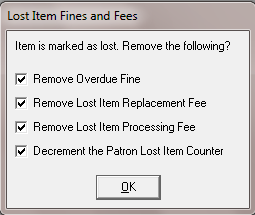 Lost Item Fines and Fees
Item is marked as lost. Remove the following?
Remove Overdue Fine
Remove Lost Item Replacement Fee
Remove Lost Item Processing Fee
Decrement the Patron Lost Item Counter
OK